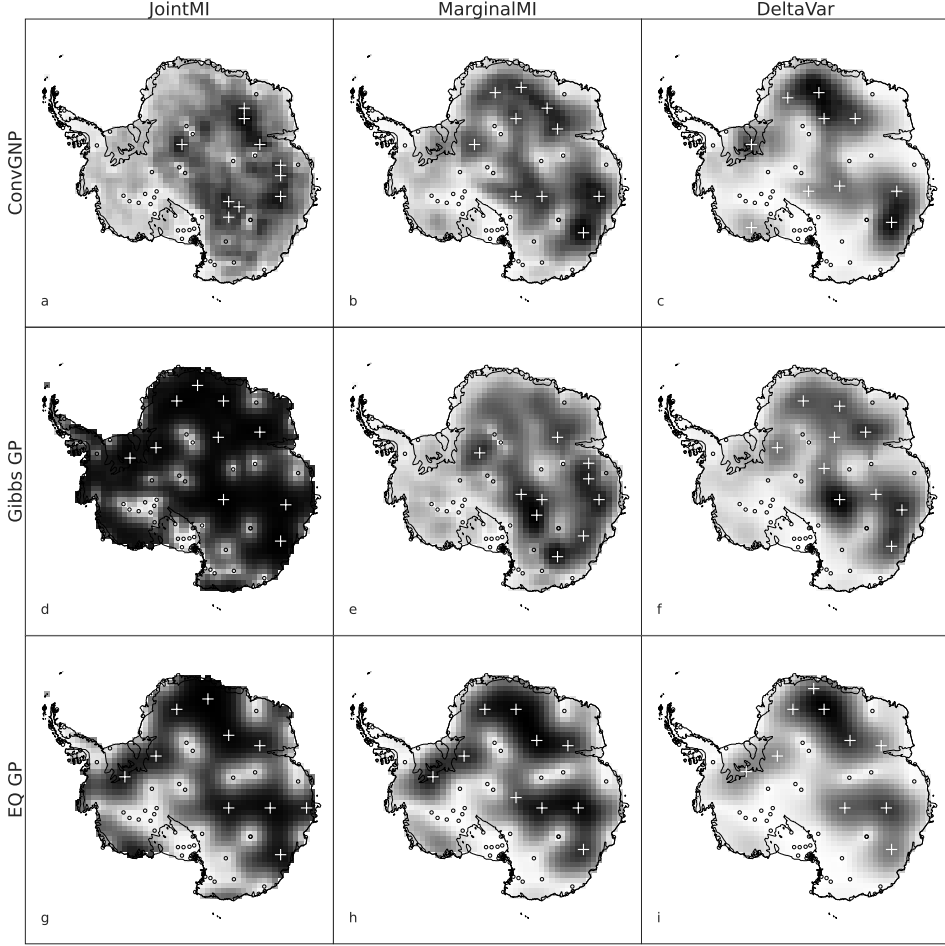 JointMI MarginalMI DeltaVar
ConvGNP
a b c
Gibbs GP
d e f
EQ GP
g h i